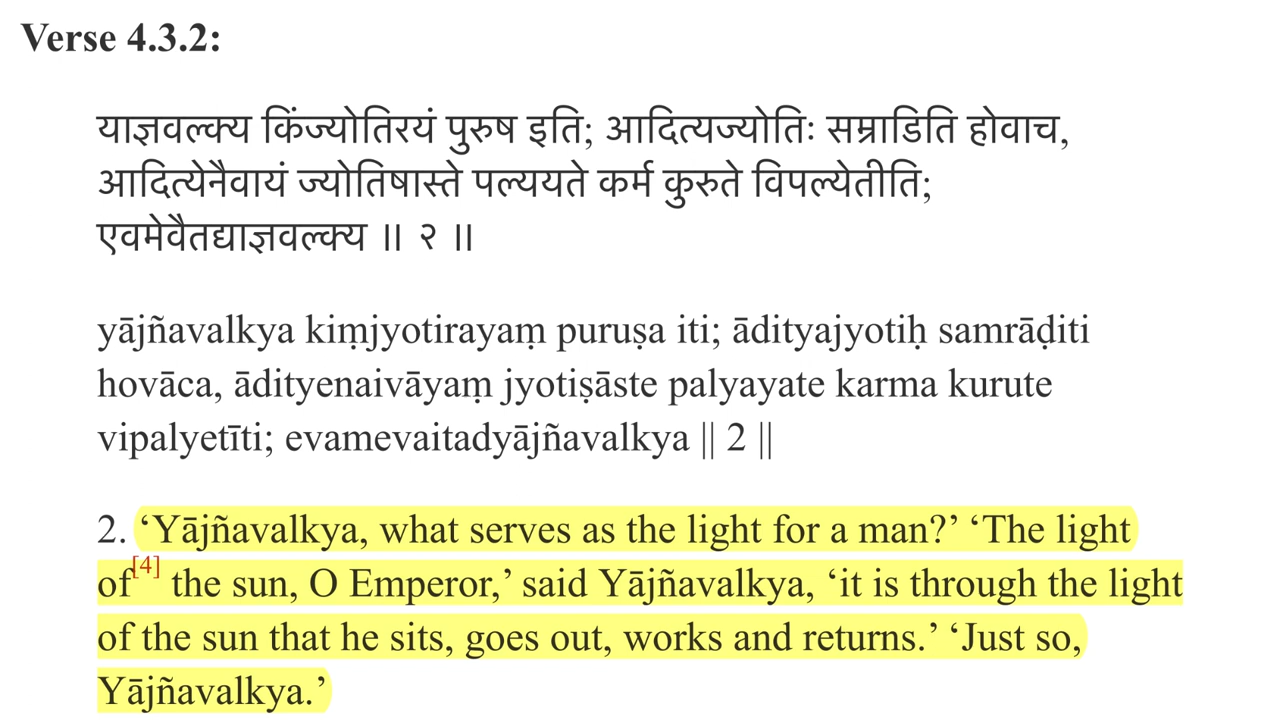 Verse 4.3.2:
याज्ञवल्क्य किंज्योतिरयं पुरुष इति; आदित्यज्योतिः सम्राडिति होवाच,
आदित्येनैवायं ज्योतिषास्ते पल्ययते कर्म कुरुते विपल्येतीति;
एवमेवैतद्याज्ञवल्क्य ॥ २ ॥
yājñavalkya kiṃjyotirayaṃ puruṣa iti; ādityajyotiḥ samrāḍiti
hovāca, ādityenaivāyaṃ jyotiṣāste palyayate karma kurute
vipalyetīti; evamevaitadyājñavalkya || 2 ||
2. ‘Yājñavalkya, what serves as the light for a man?’ ‘The light
of[4] the sun, O Emperor,’ said Yājñavalkya, ‘it is through the light
of the sun that he sits, goes out, works and returns.’ ‘Just so,
Yājñavalkya.’